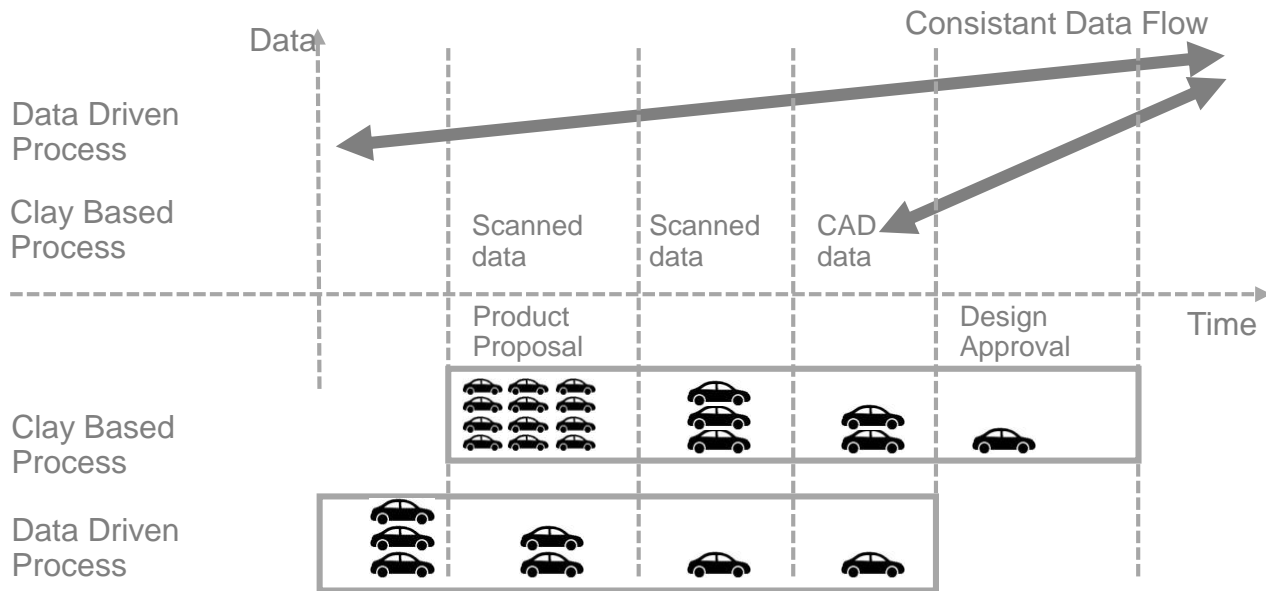 Consistant Data Flow
Data
Data Driven
Process
Clay Based
Process
Scanned
data
Scanned
data
CAD
data
Time
Product
Proposal
Design
Approval
Clay Based
Process
Data Driven
Process